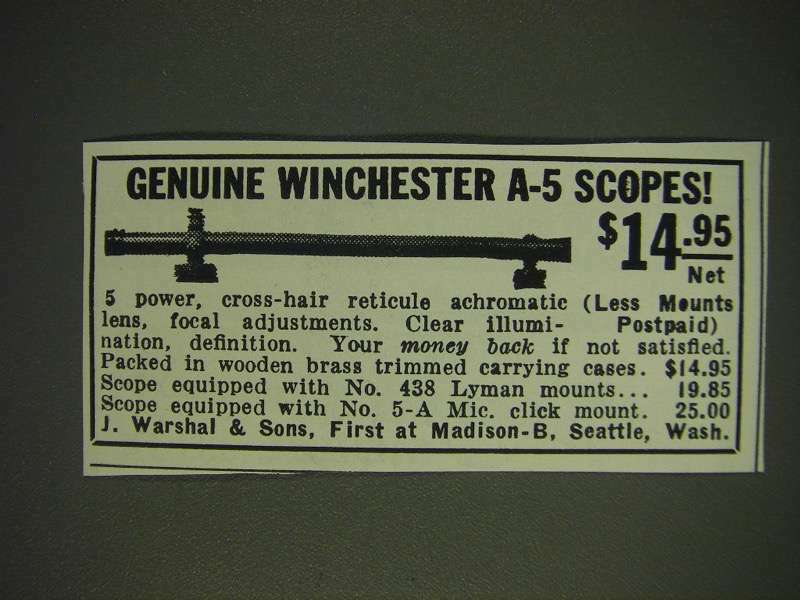 GENUINE WINCHESTER A-5 SCOPES!
$14.95
Net
5 power, cross-hair reticule achromatic (Less Mounts
lens, focal adjustments. Clear illumi- Postpaid)
nation, definition. Your money back if not satisfied.
Packed in wooden brass trimmed carrying cases. $14.95
Scope equipped with No. 438 Lyman mounts... 19.85
Scope equipped with No. 5-A Mic. click mount. 25.00
J. Warshal & Sons, First at Madison-B, Seattle, Wash.